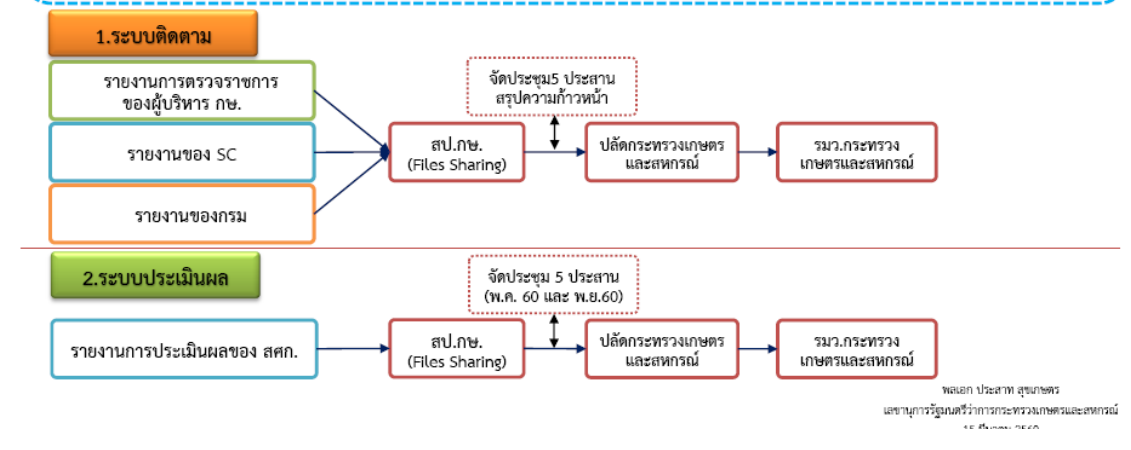 1.ระบบติดตาม
รายงานการตรวจราชการ
ของผู้บริหาร กษ.
รายงานของ SC
รายงานของกรม
จัดประชุม5 ประสาน
สรุปความก้าวหน้า
สป.กษ.
(Files Sharing)
ปลัดกระทรวงเกษตร
และสหกรณ์
รมว.กระทรวง
เกษตรและสหกรณ์
2.ระบบประเมินผล
รายงานการประเมินผลของ สศก.
จัดประชุม 5 ประสาน
(พ.ค. 60 และ พ.ย.60)
สป.กษ.
(Files Sharing)
ปลัดกระทรวงเกษตร
และสหกรณ์
รมว.กระทรวง
เกษตรและสหกรณ์
พลเอก ประสาท สุขเกษตร
เลขานุการรัฐมนตรีว่าการกระทรวงเกษตรและสหกรณ์